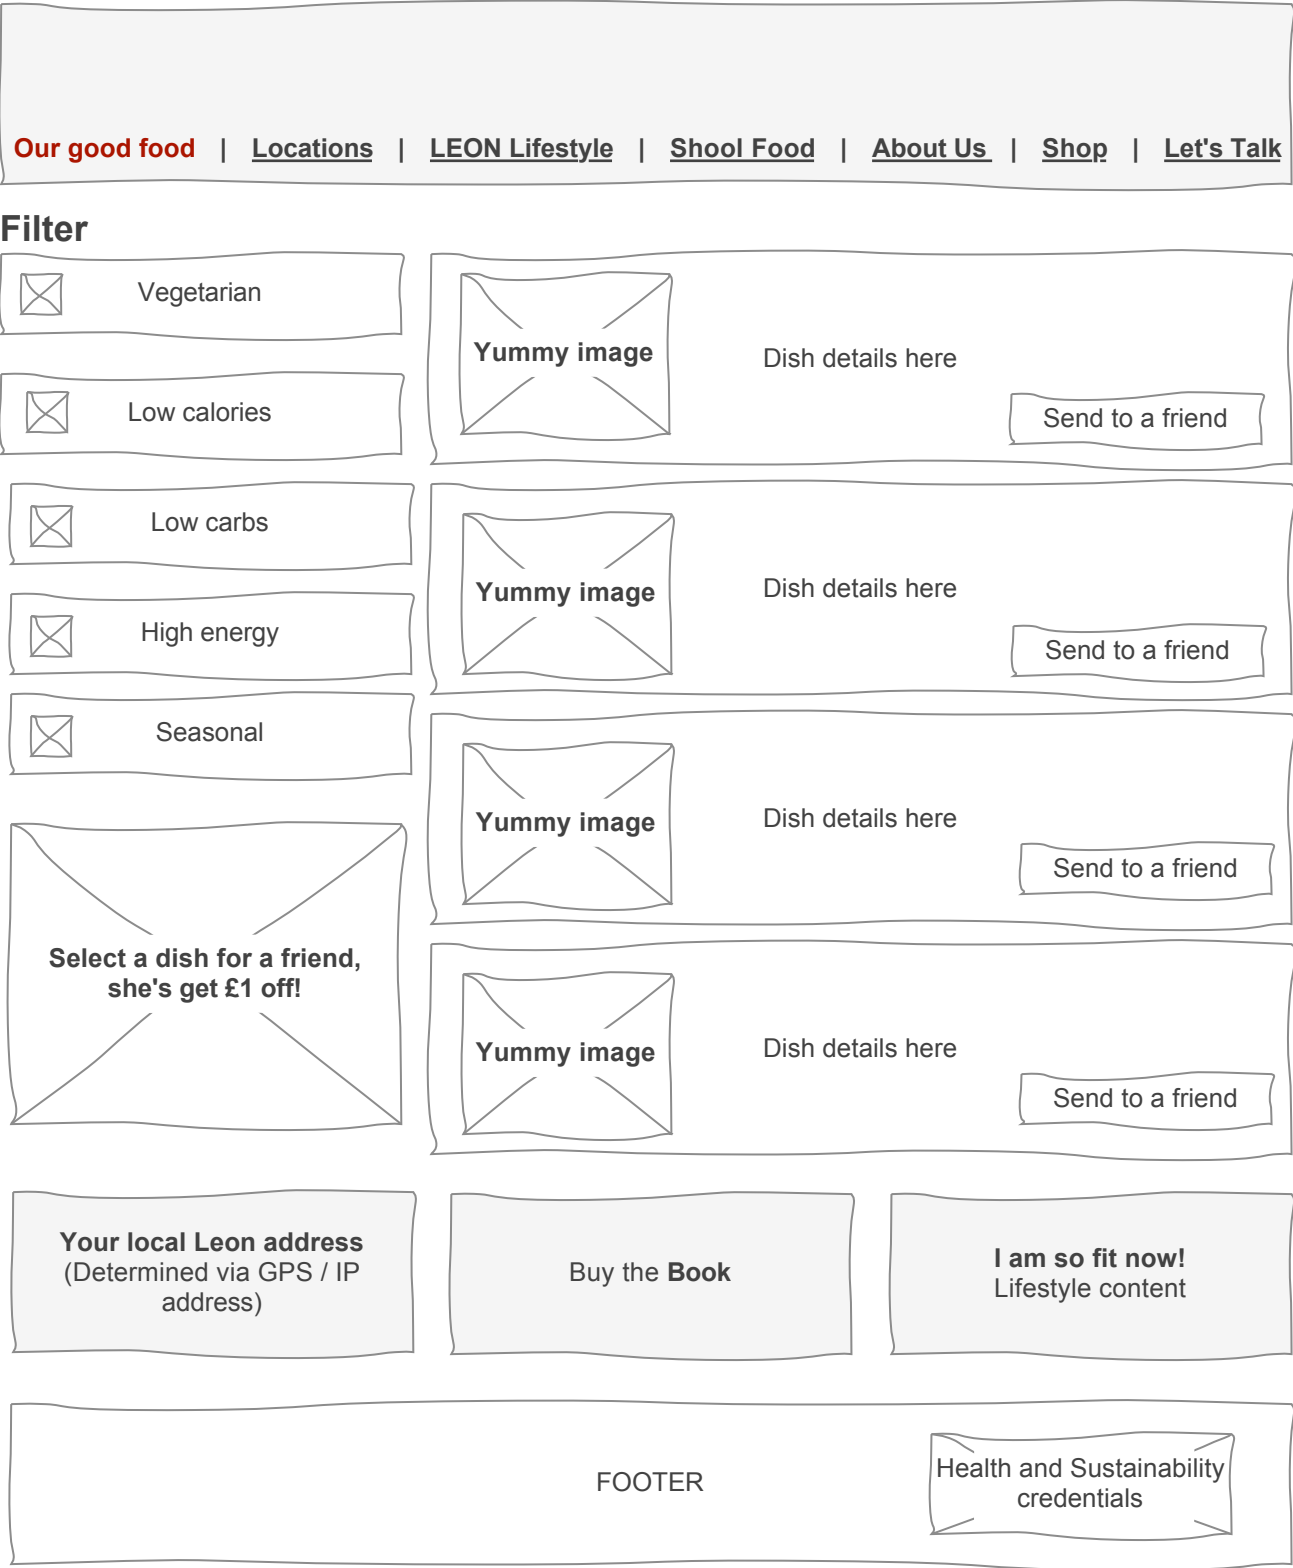 Our good food | Locations | LEON Lifestyle | Shool Food | About Us | Shop | Let's Talk
Filter
Vegetarian
Low calories
Low carbs
High energy
Seasonal
Select a dish for a friend,
she's get £1 off!
Yummy image
Dish details here
Send to a friend
Yummy image
Dish details here
Send to a friend
Yummy image
Dish details here
Send to a friend
Yummy image
Dish details here
Send to a friend
Your local Leon address
(Determined via GPS / IP
address)
Buy the Book
I am so fit now!
Lifestyle content
FOOTER
Health and Sustainability
credentials